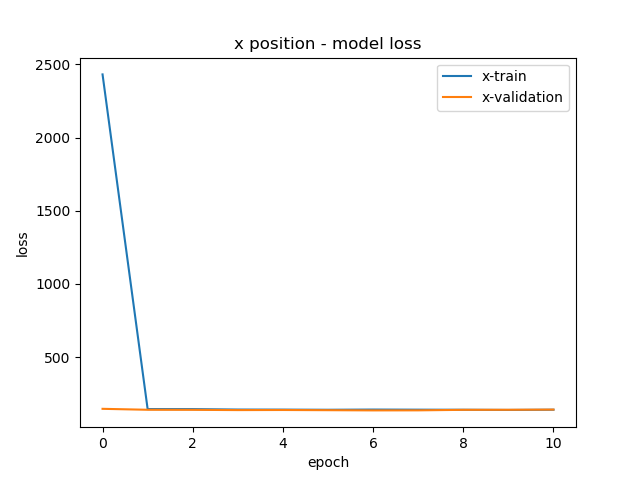 x position - model loss
x-train
x-validation
2500
2000
1500
1000
500
loss
0 2 4 6 8 10
epoch